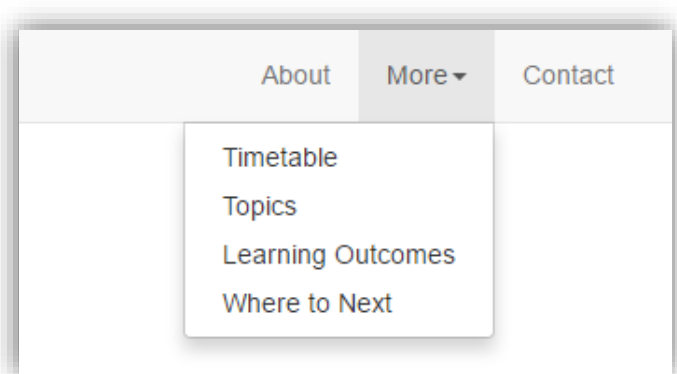 About More Contact
Timetable
Topics
Learning Outcomes
Where to Next